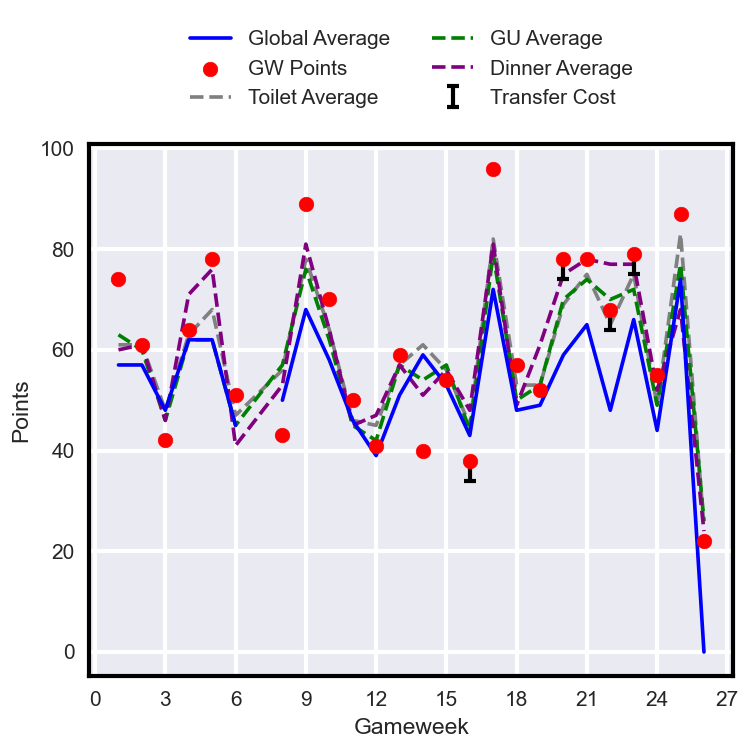 Global Average
GW Points
Toilet Average
GU Average
Dinner Average
Transfer Cost
100
80
60
40
20
0
Points
0 3 6 9 12 15 18 21 24 27
Gameweek